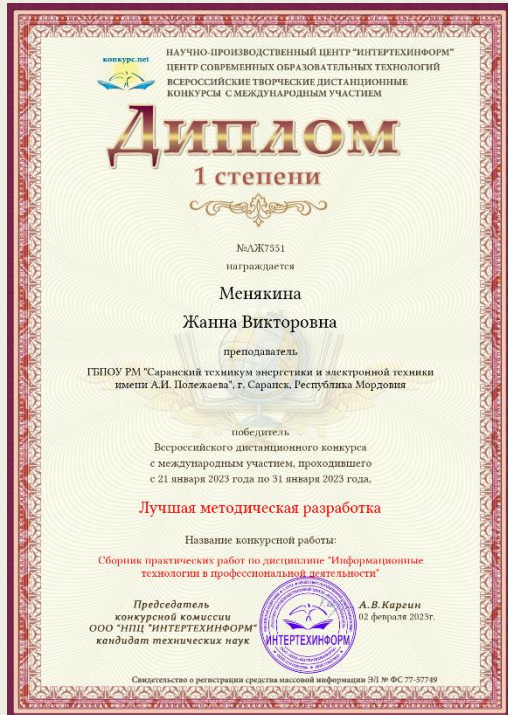 конкурс.net
НАУЧНО-ПРОИЗВОДСТВЕННЫЙ ЦЕНТР "ИНТЕРТЕХИНФОРМ"
ЦЕНТР СОВРЕМЕННЫХ ОБРАЗОВАТЕЛЬНЫХ ТЕХНОЛОГИЙ
ВСЕРОССИЙСКИЕ ТВОРЧЕСКИЕ ДИСТАНЦИОННЫЕ
КОНКУРСЫ С МЕЖДУНАРОДНЫМ УЧАСТИЕМ
Диплом
1 степени
№АЖ7551
награждается
Менякина
Жанна Викторовна
преподаватель
ГБПОУ РМ "Саранский техникум энергетики и электронной техники
имени А.И. Полежаева", г. Саранск, Республика Мордовия
победитель
Всероссийского дистанционного конкурса
с международным участием, проходившего
с 21 января 2023 года по 31 января 2023 года,
Лучшая методическая разработка
Название конкурсной работы:
Сборник практических работ по дисциплине "Информационные
технологии в профессиональной деятельности"
Председатель
конкурсной комиссии
ООО "НПЦ "ИНТЕРТЕХИНФОРМ"
кандидат технических наук
ИНТЕРТЕХИНФОРМ
А.В.Каргин
02 февраля 2023г.
Свидетельство о регистрации средства массовой информации ЭЛ № ФС 77-57749